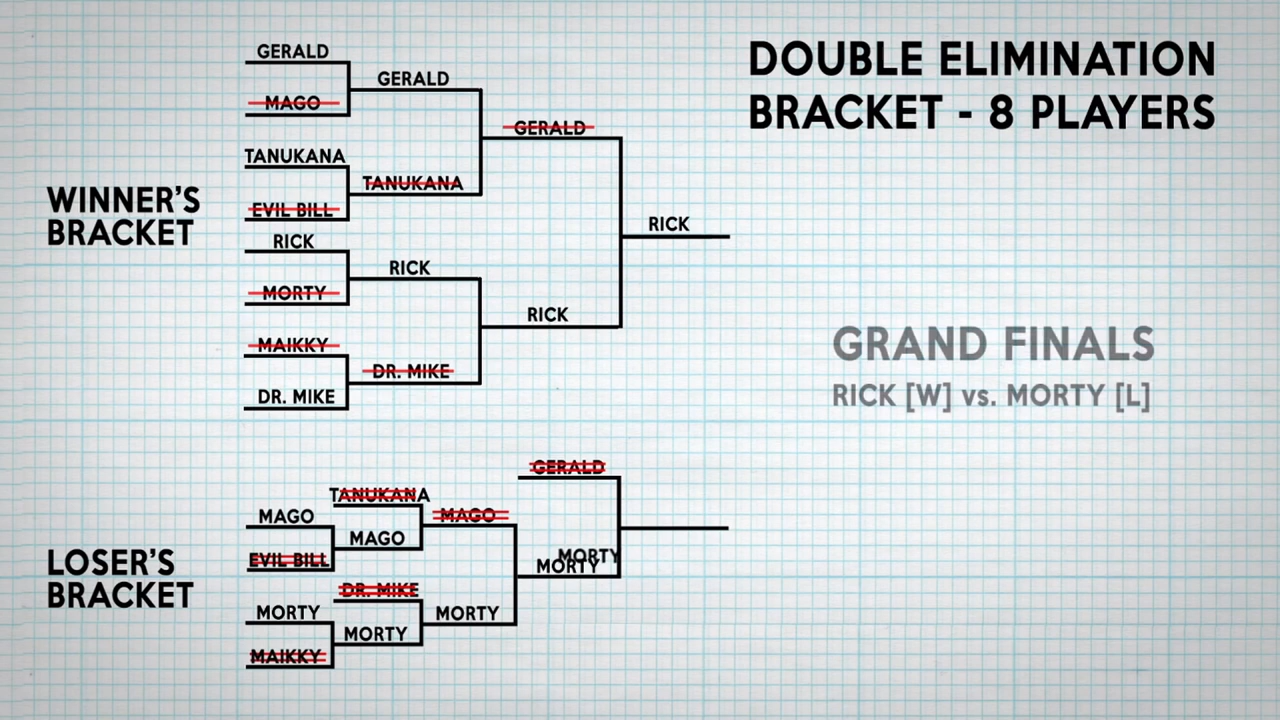 DOUBLE ELIMINATION
BRACKET - 8 PLAYERS
WINNER'S
BRACKET
GERALD
MAGO
TANUKANA
EVIL BILL
RICK
MORTY
MAIKKY
DR. MIKE
GERALD
TANUKANA
RICK
DR. MIKE
GERALD
RICK
RICK
GRAND FINALS
RICK [W] vs. MORTY [L]
LOSER'S
BRACKET
MAGO
EVIL BILL
MORTY
MAIKKY
TANUKANA
MAGO
DR. MIKE
MORTY
MAGO
MORTY
GERALD
MORTY
MORTY